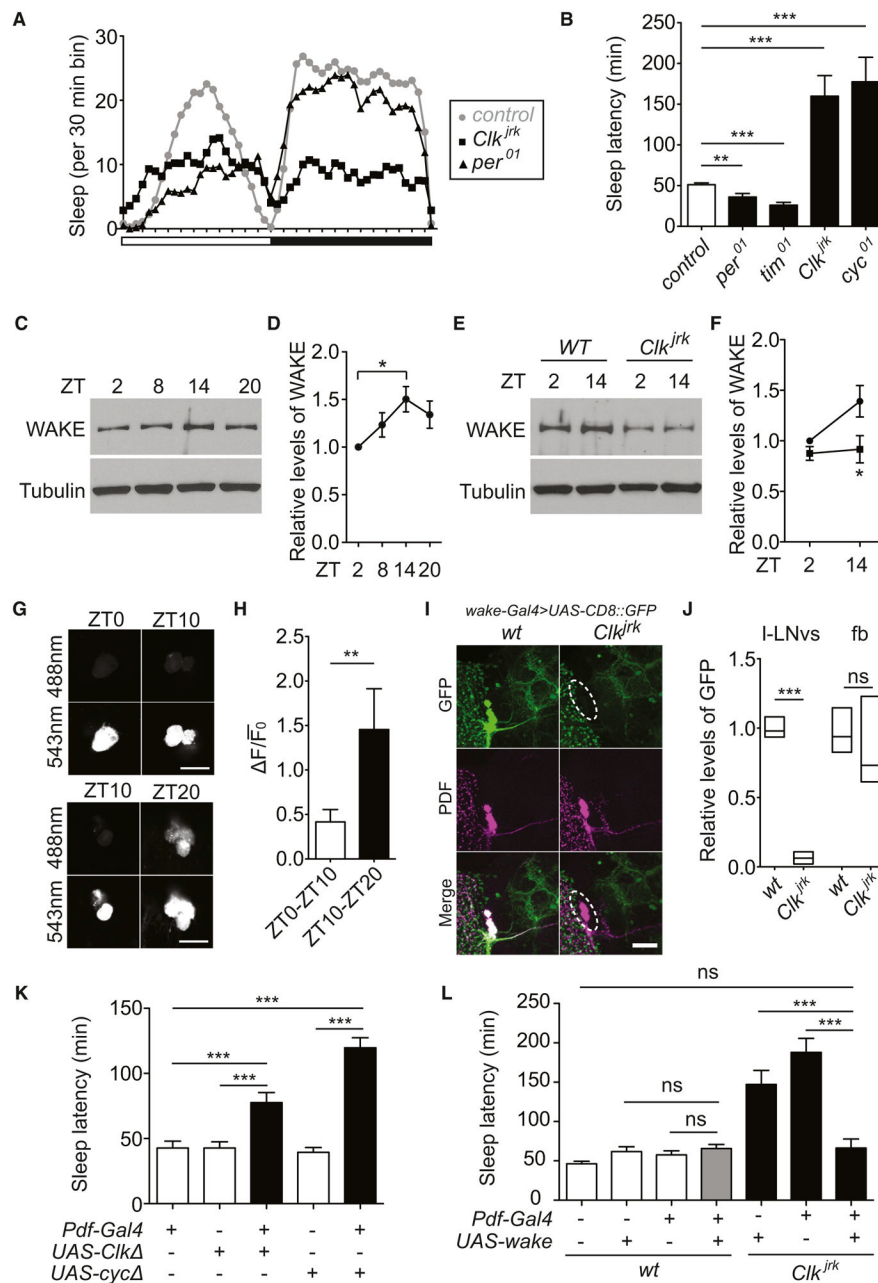 A
Sleep (per 30 min bin)
30
20
10
0
control
Clk jrk
per 01
B
Sleep latency (min)
250
200
150
100
50
0
***
***
***
**
control
per 01
tim 01
Clk jrk
cyc 01
C
ZT 2 8 14 20
WAKE
Tubulin
D
Relative levels of WAKE
2.0
1.5
1.0
0.5
0.0
*
ZT 2 8 14 20
E
WT Clk jrk
ZT 2 14 2 14
WAKE
Tubulin
F
Relative levels of WAKE
2.0
1.5
1.0
0.5
0.0
*
ZT 2 14
G
ZT0 ZT10
488nm
543nm
ZT10 ZT20
488nm
543nm
H
ΔF/F0
2.5
2.0
1.5
1.0
0.5
0.0
**
ZT0-ZT10
ZT10-ZT20
I
wake-Gal4>UAS-CD8::GFP
wt Clk jrk
GFP
PDF
Merge
J
l-LNvs fb
Relative levels of GFP
1.5
1.0
0.5
0.0
*** ns
wt
Clk jrk
wt
Clk jrk
K
Sleep latency (min)
150
100
50
0
***
***
***
***
Pdf-Gal4 + - + - +
UAS-ClkΔ - + + - -
UAS-cycΔ - - - + +
L
Sleep latency (min)
250
200
150
100
50
0
ns
***
***
ns
ns
Pdf-Gal4 - - + + - + +
UAS-wake - + - + + - +
wt Clk jrk